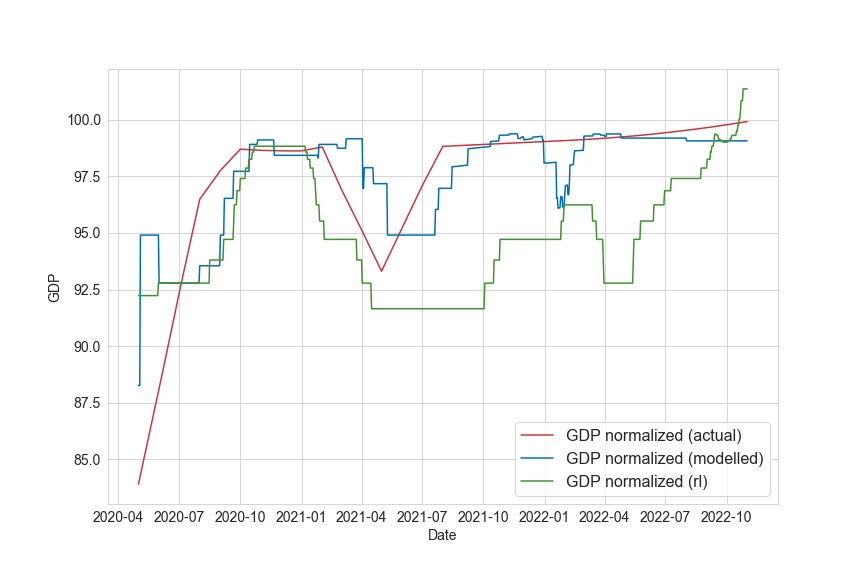 100.0
97.5
95.0
92.5
90.0
87.5
85.0
GDP
GDP normalized (actual)
GDP normalized (modelled)
GDP normalized (rl)
2020-04 2020-07 2020-10 2021-01 2021-04 2021-07 2021-10 2022-01 2022-04 2022-07 2022-10
Date